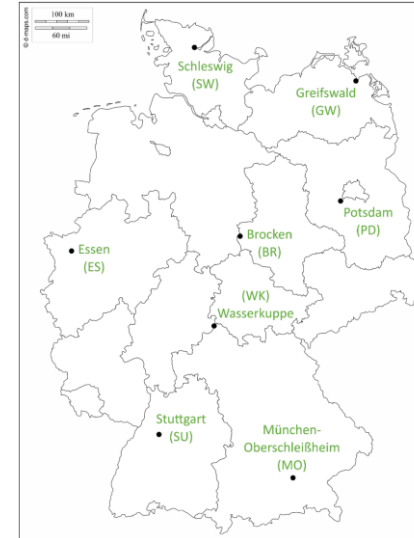 © d-maps.com
100 km
60 mi
Schleswig
(SW)
Greifswald
(GW)
Potsdam
(PD)
Brocken
(BR)
Essen
(ES)
(WK)
Wasserkuppe
Stuttgart
(SU)
München-
Oberschleißheim
(MO)